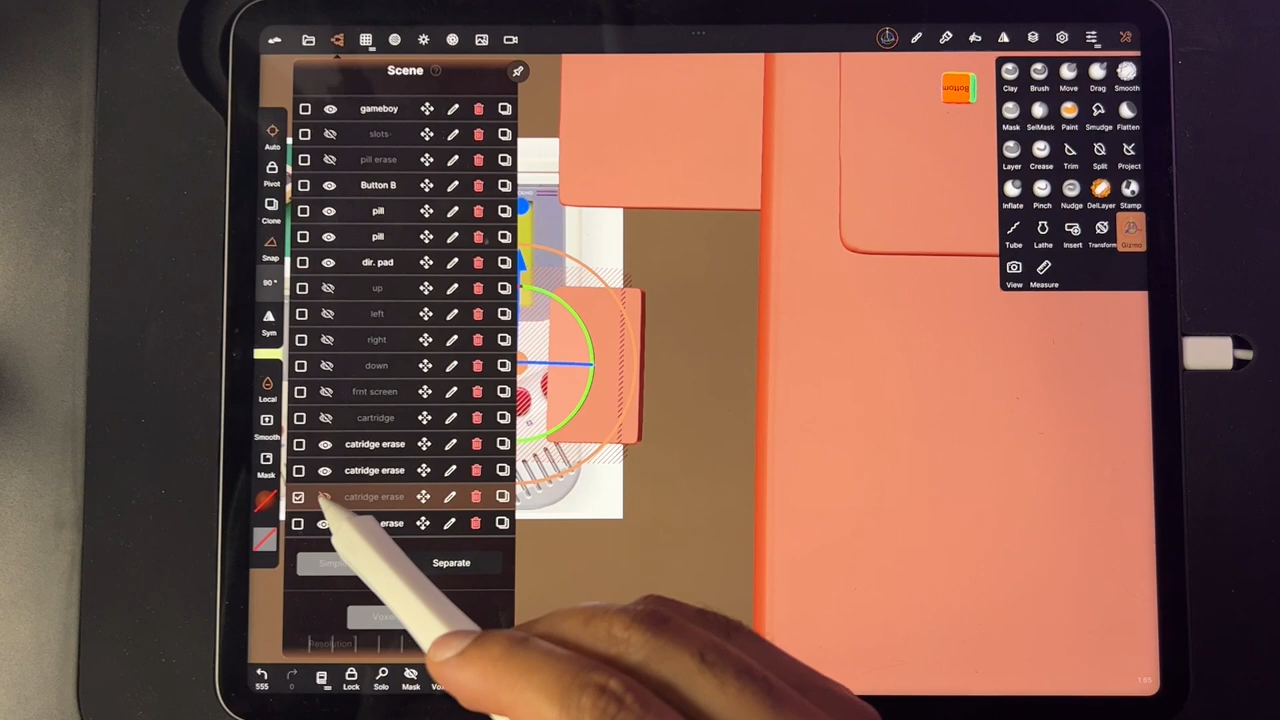 Scene ?
gameboy
slots
pill erase
Button B
pill
pill
dir. pad
up
left
right
down
frnt screen
cartridge
catridge erase
catridge erase
catridge erase
erase
Separate
Resolution
Auto
Pivot
Clone
Snap
90°
Sym
Local
Smooth
Mask
555
0
Lock
Solo
Mask
Bottom
Clay Brush Move Drag Smooth
Mask SelMask Paint Smudge Flatten
Layer Crease Trim Split Project
Inflate Pinch Nudge DelLayer Stamp
Tube Lathe Insert Transform Gizmo
View Measure